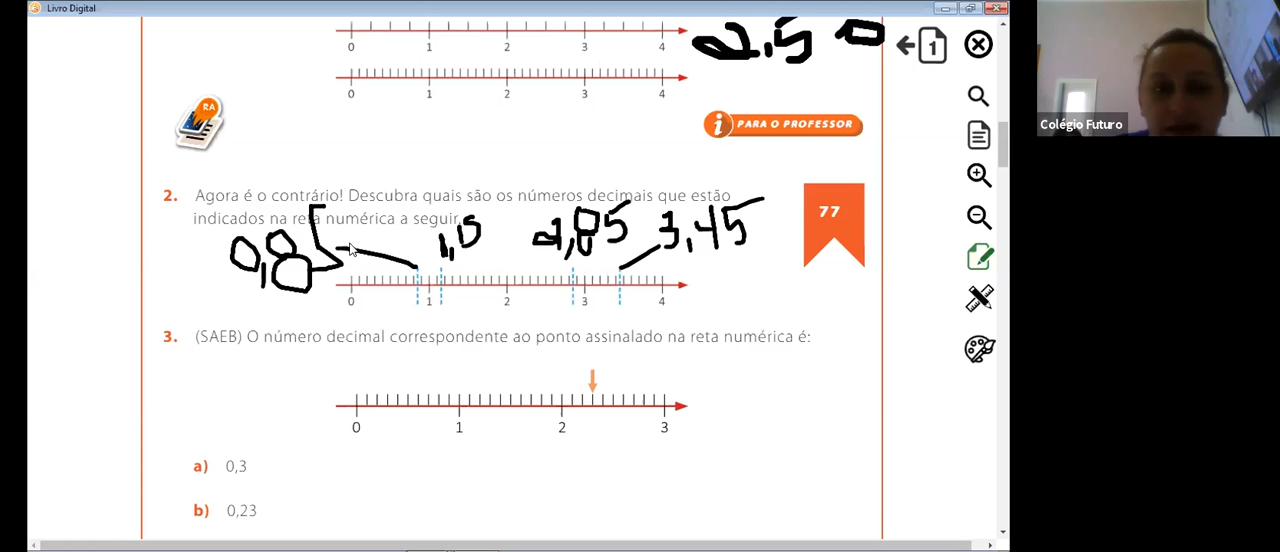 Livro Digital
0 1 2 3 4
2,5
0 1 2 3 4
1
Colégio Futuro
RA
i PARA O PROFESSOR
2. Agora é o contrário! Descubra quais são os números decimais que estão
indicados na reta numérica a seguir.
77
0,85 2,85 3,45
0 1 2 3 4
3. (SAEB) O número decimal correspondente ao ponto assinalado na reta numérica é:
0 1 2 3
a) 0,3
b) 0,23